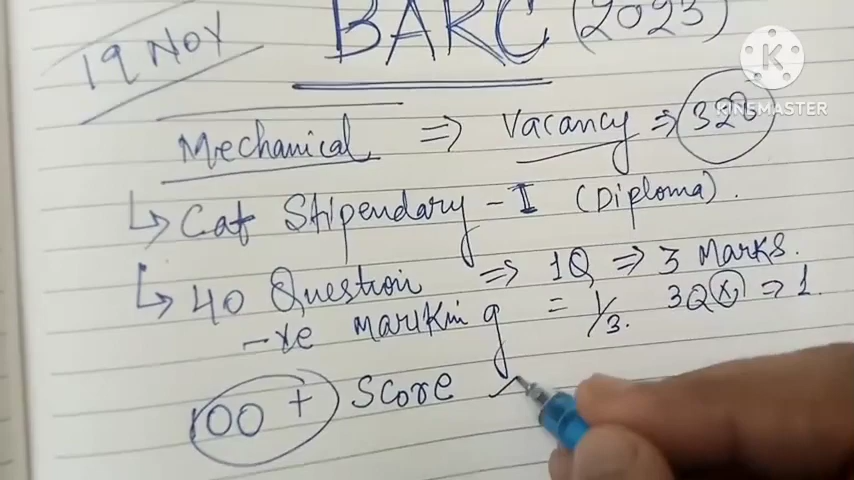 BARC (2023)
19 NOV
KINEMASTER
Mechanical ⇒ Vacancy ⇒ 320
↳ Cat Stipendary - I (Diploma).
↳ 40 Question ⇒ 1Q ⇒ 3 Marks.
-ve marking = 1/3. 3Q(x) ⇒ 1.
100 + Score